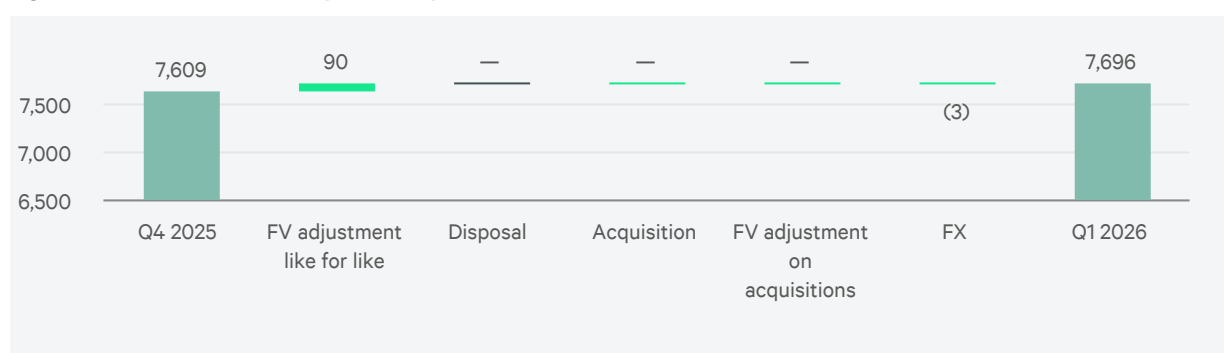 7,609
90
—
—
—
(3)
7,696
7,500
7,000
6,500
Q4 2025
FV adjustment
like for like
Disposal
Acquisition
FV adjustment
on
acquisitions
FX
Q1 2026